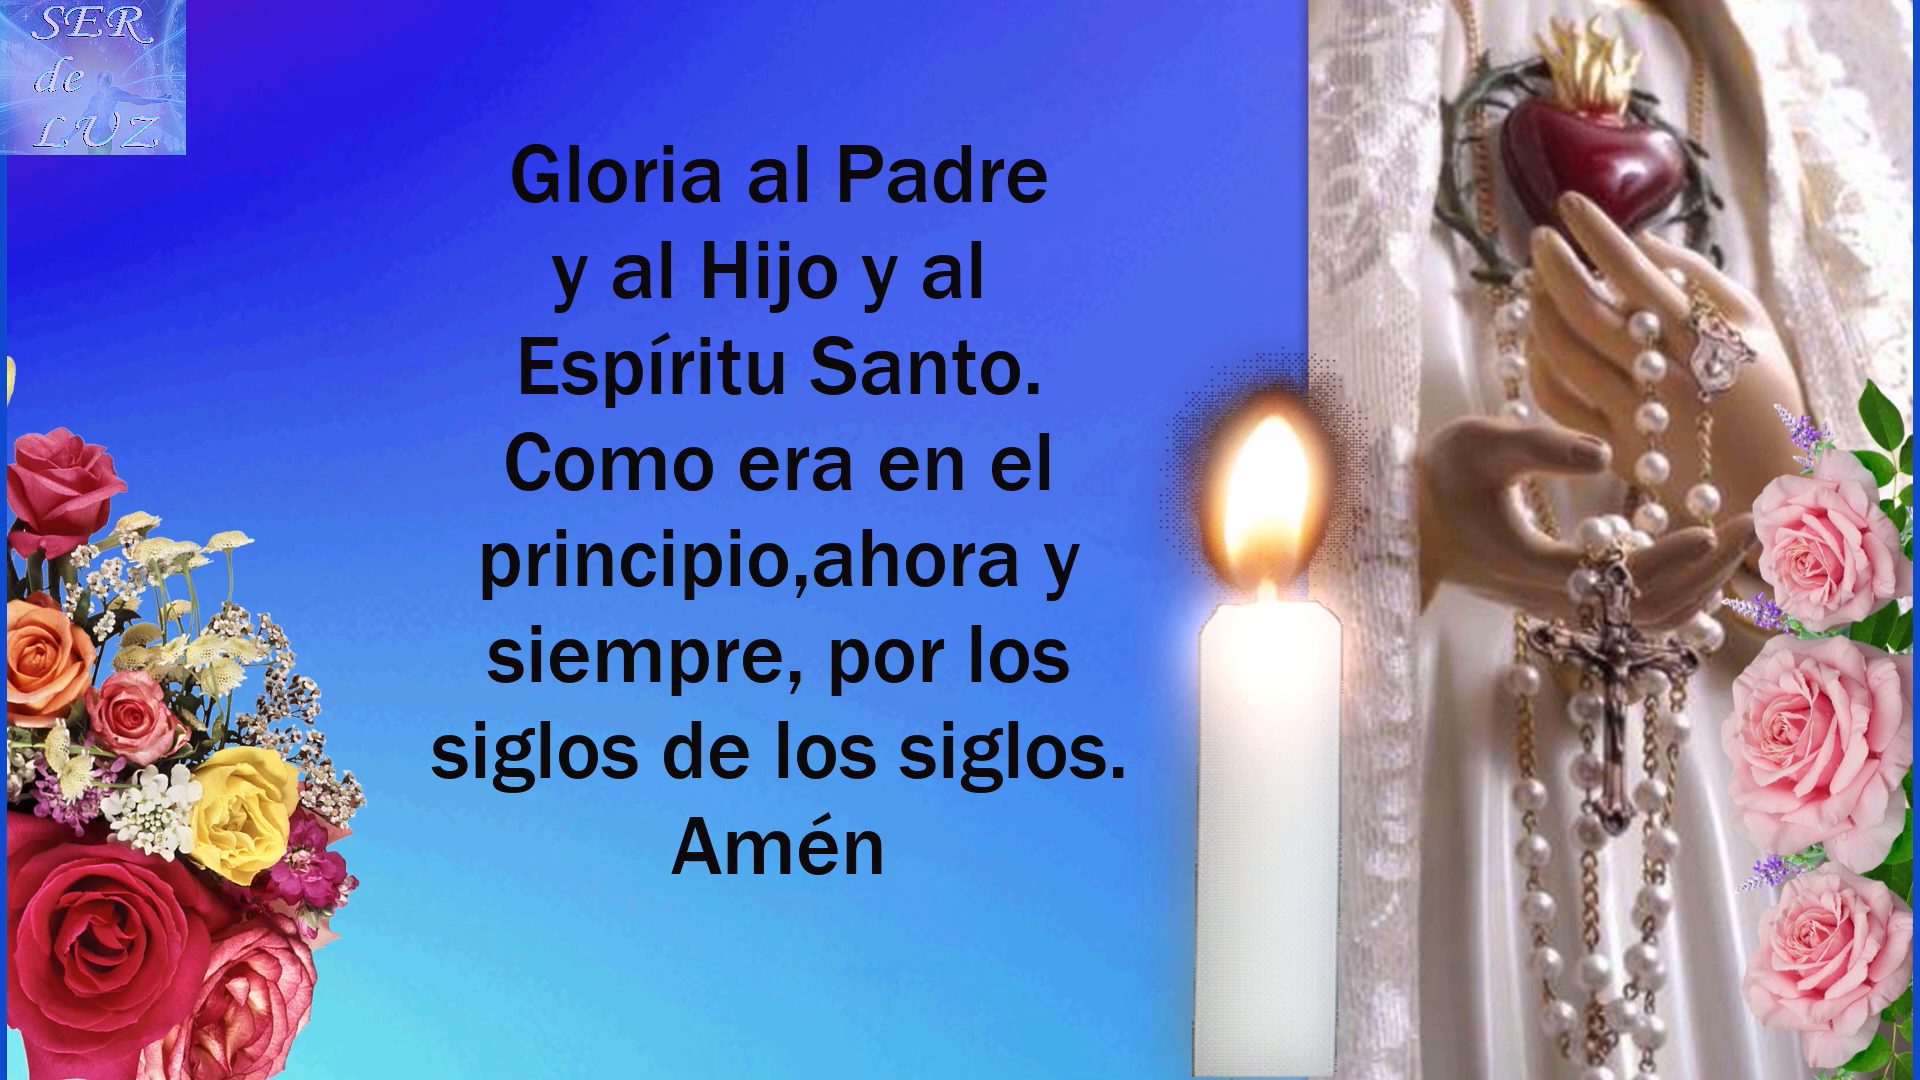 SER
de
LUZ
Gloria al Padre
y al Hijo y al
Espíritu Santo.
Como era en el
principio,ahora y
siempre, por los
siglos de los siglos.
Amén